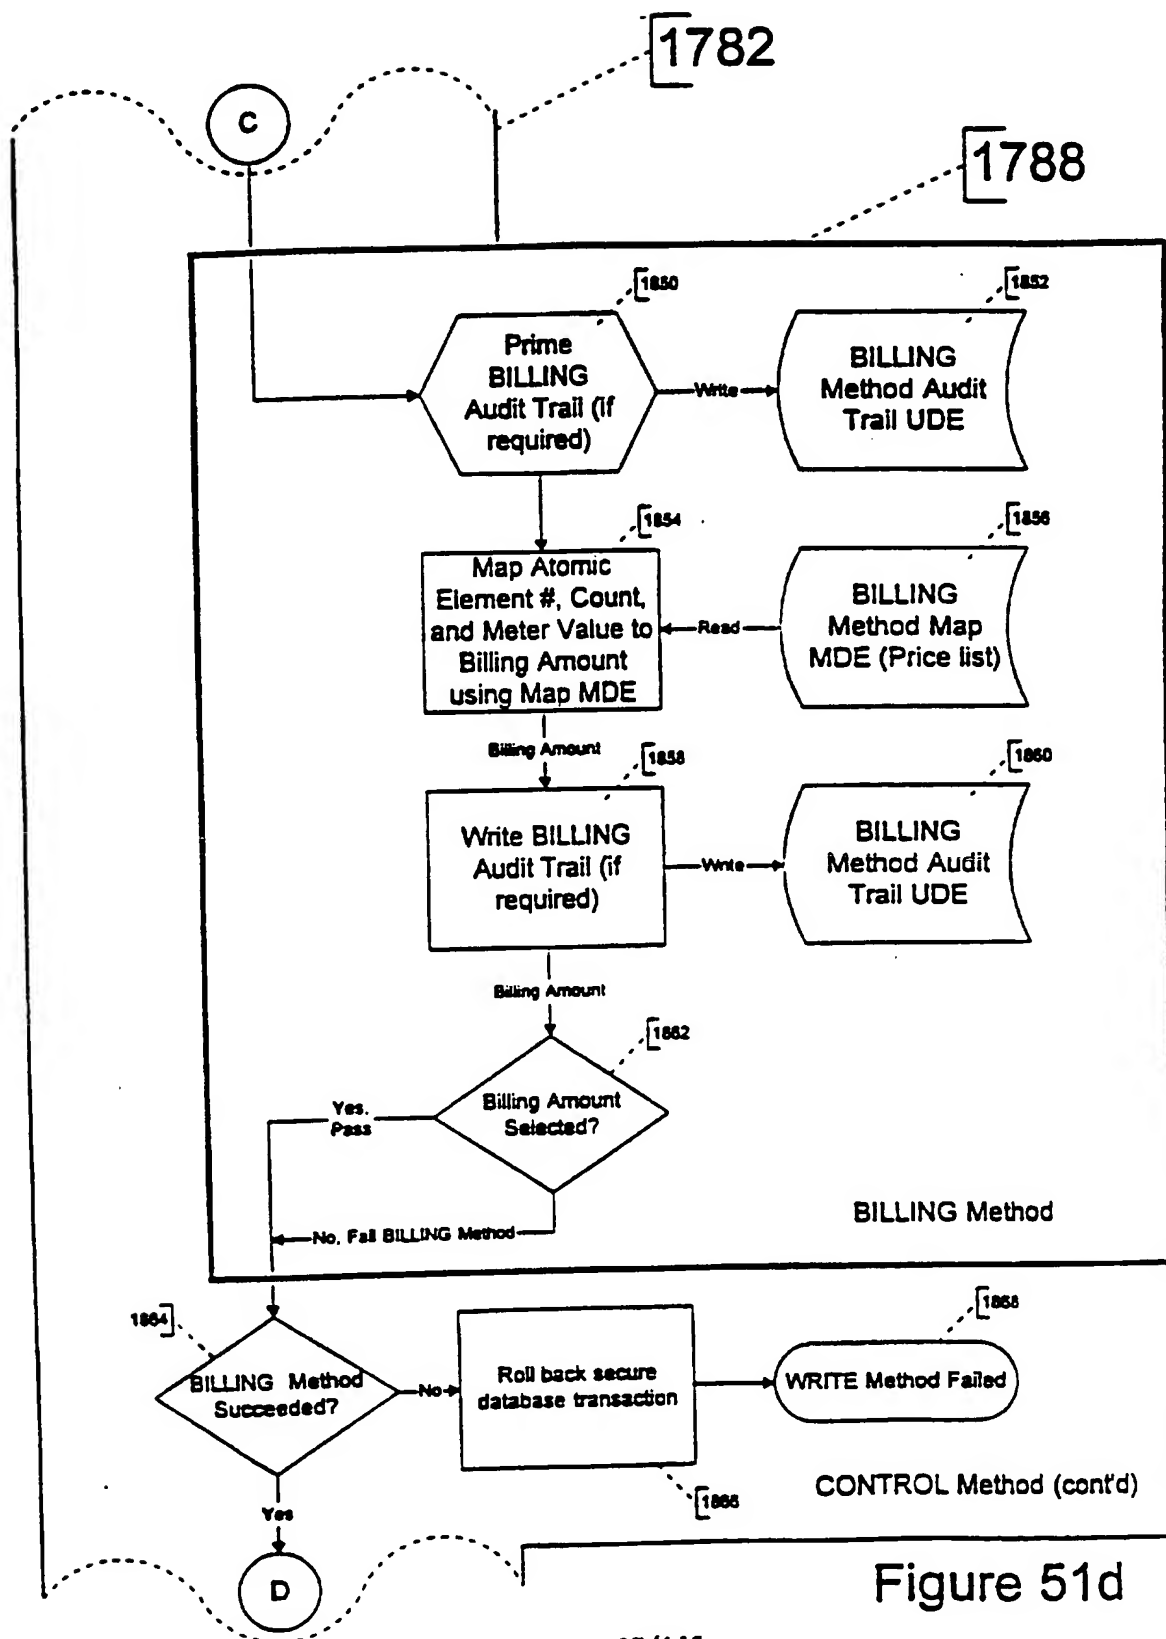 1782
C
1788
1850
1852
Prime
BILLING
Audit Trail (if
required)
Write
BILLING
Method Audit
Trail UDE
1854
1856
Map Atomic
Element #, Count,
and Meter Value to
Billing Amount
using Map MDE
Read
BILLING
Method Map
MDE (Price list)
Billing Amount
1858
1860
Write BILLING
Audit Trail (if
required)
Write
BILLING
Method Audit
Trail UDE
Billing Amount
1862
Billing Amount
Selected?
Yes.
Pass
No, Fail BILLING Method
BILLING Method
1864
1868
BILLING Method
Succeeded?
No
Roll back secure
database transaction
WRITE Method Failed
1866
CONTROL Method (cont'd)
Yes
D
Figure 51d